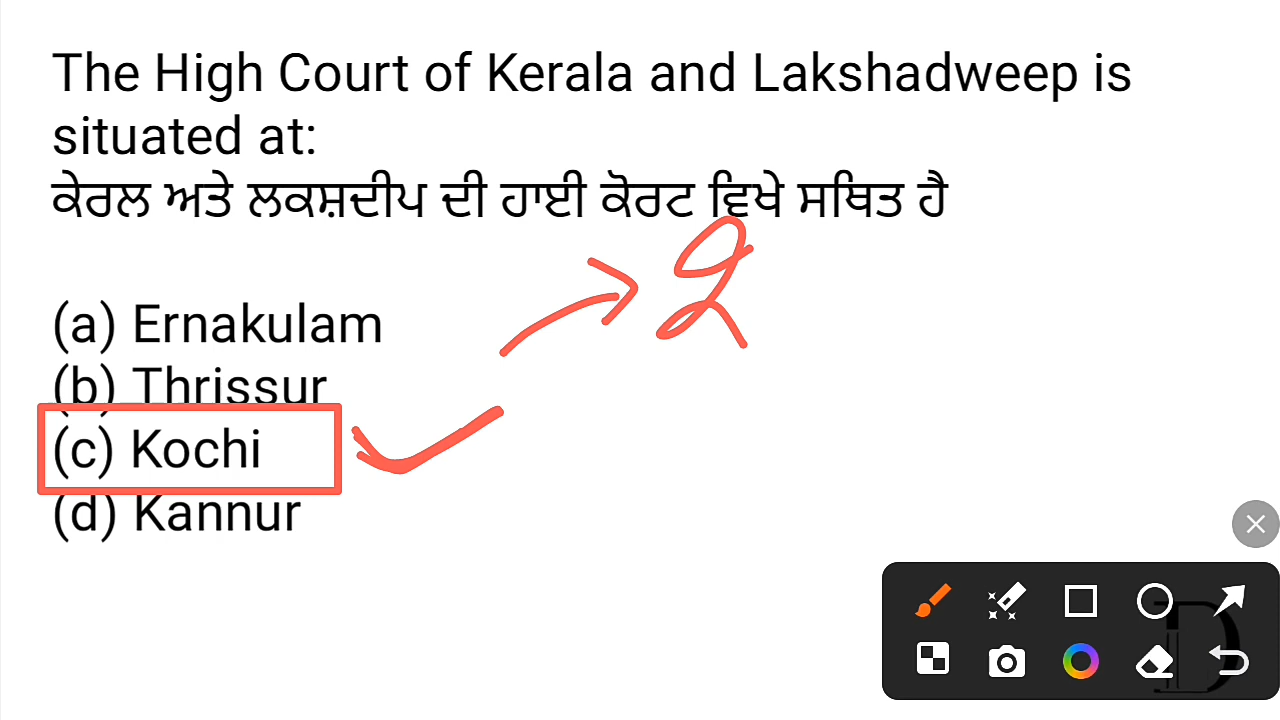 The High Court of Kerala and Lakshadweep is
situated at:
ਕੇਰਲ ਅਤੇ ਲਕਸ਼ਦੀਪ ਦੀ ਹਾਈ ਕੋਰਟ ਵਿਖੇ ਸਥਿਤ ਹੈ
2
(a) Ernakulam
(b) Thrissur
(c) Kochi
(d) Kannur
D